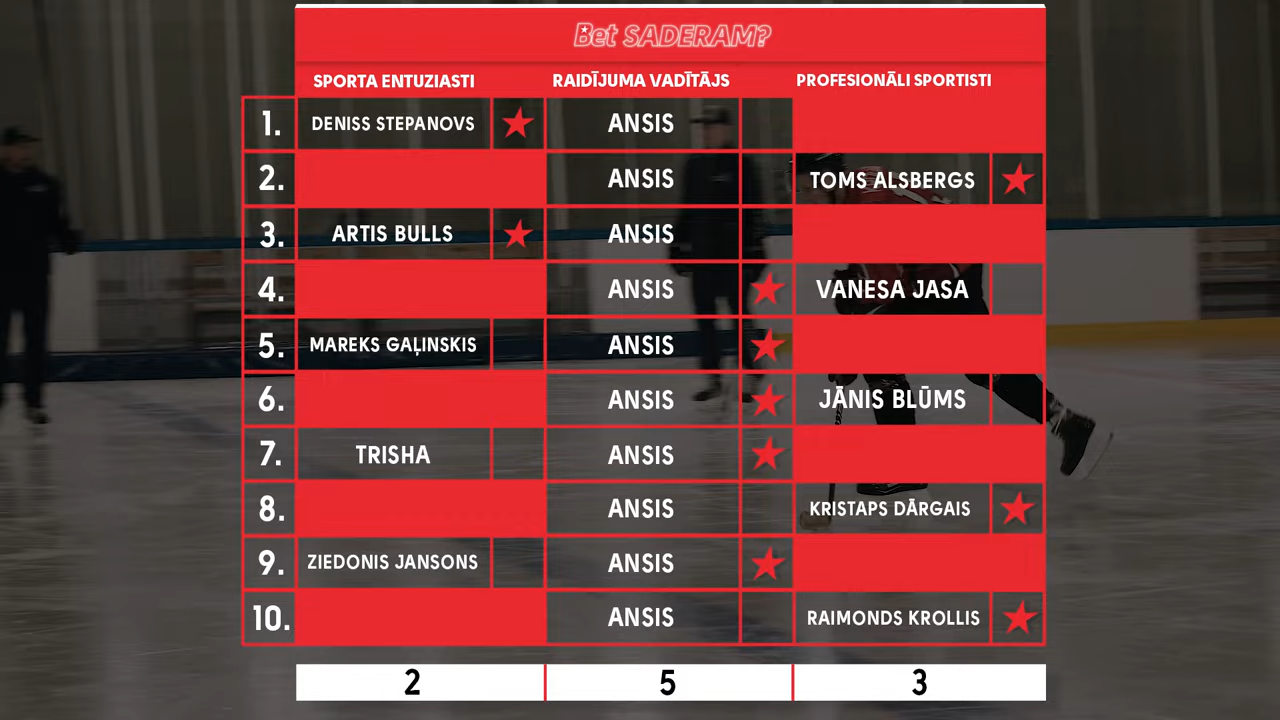 Bet SADERAM?
SPORTA ENTUZIASTI RAIDĪJUMA VADĪTĀJS PROFESIONĀLI SPORTISTI
1. DENISS STEPANOVS ANSIS
2. ANSIS TOMS ALSBERGS
3. ARTIS BULLS ANSIS
4. ANSIS VANESA JASA
5. MAREKS GAĻINSKIS ANSIS
6. ANSIS JĀNIS BLŪMS
7. TRISHA ANSIS
8. ANSIS KRISTAPS DĀRGAIS
9. ZIEDONIS JANSONS ANSIS
10. ANSIS RAIMONDS KROLLIS
2 5 3